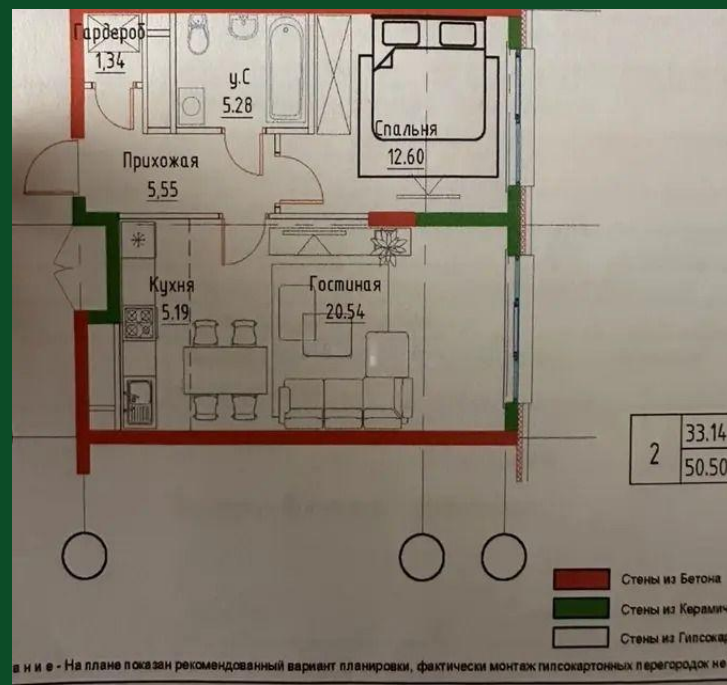 Гардероб
1,34
у.С
5.28
Спальня
12.60
Прихожая
5,55
Кухня
5.19
Гостиная
20.54
2
33.14
50.50
Стены из Бетона
Стены из Керамич
Стены из Гипсока
ание - На плане показан рекомендованный вариант планировки, фактически монтаж гипсокартонных перегородок не